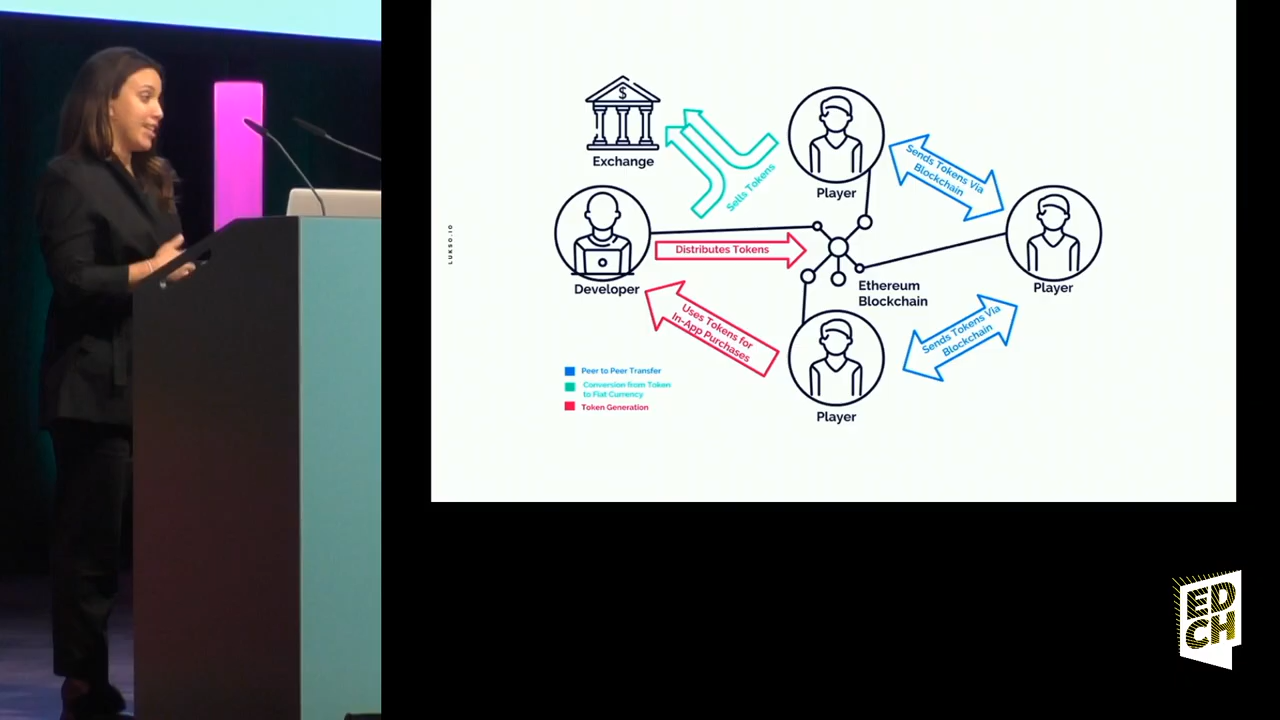 LUKSO.IO
$
Exchange
Sells Tokens
Player
Sends Tokens Via
Blockchain
Player
Developer
Distributes Tokens
Ethereum
Blockchain
Uses Tokens for
In-App Purchases
Sends Tokens Via
Blockchain
Player
Peer to Peer Transfer
Conversion from Token
to Fiat Currency
Token Generation
ED
CH